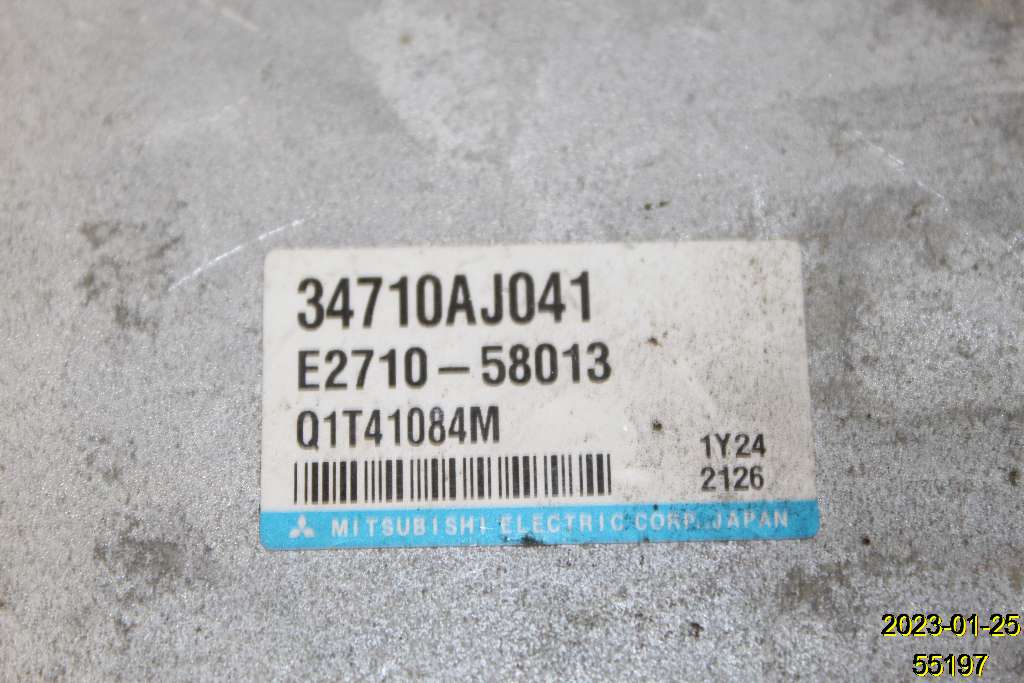 34710AJ041
E2710-58013
Q1T41084M
1Y24
2126
MITSUBISHI ELECTRIC CORP. JAPAN
2023-01-25
55197